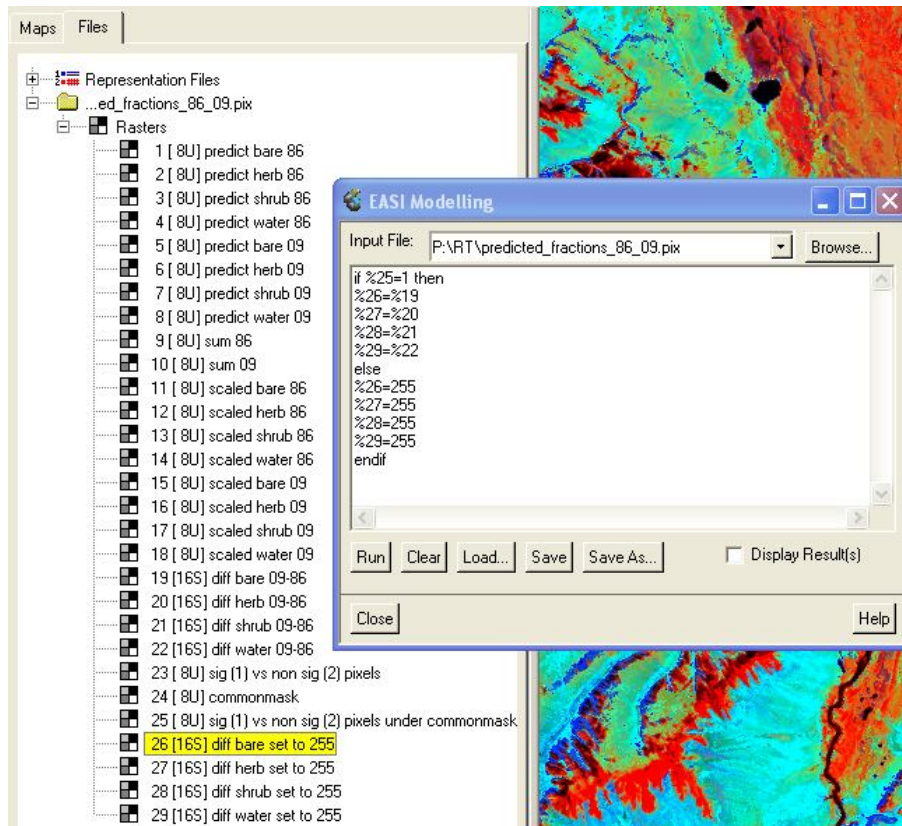 Maps Files
Representation Files
...ed_fractions_86_09.pix
Rasters
1 [ 8U] predict bare 86
2 [ 8U] predict herb 86
3 [ 8U] predict shrub 86
4 [ 8U] predict water 86
5 [ 8U] predict bare 09
6 [ 8U] predict herb 09
7 [ 8U] predict shrub 09
8 [ 8U] predict water 09
9 [ 8U] sum 86
10 [ 8U] sum 09
11 [ 8U] scaled bare 86
12 [ 8U] scaled herb 86
13 [ 8U] scaled shrub 86
14 [ 8U] scaled water 86
15 [ 8U] scaled bare 09
16 [ 8U] scaled herb 09
17 [ 8U] scaled shrub 09
18 [ 8U] scaled water 09
19 [16S] diff bare 09-86
20 [16S] diff herb 09-86
21 [16S] diff shrub 09-86
22 [16S] diff water 09-86
23 [ 8U] sig (1) vs non sig (2) pixels
24 [ 8U] commonmask
25 [ 8U] sig (1) vs non sig (2) pixels under commonmask
26 [16S] diff bare set to 255
27 [16S] diff herb set to 255
28 [16S] diff shrub set to 255
29 [16S] diff water set to 255
EASI Modelling
Input File: P:\RT\predicted_fractions_86_09.pix Browse...
if %25=1 then
%26=%19
%27=%20
%28=%21
%29=%22
else
%26=255
%27=255
%28=255
%29=255
endif
Run Clear Load... Save Save As... Display Result(s)
Close Help